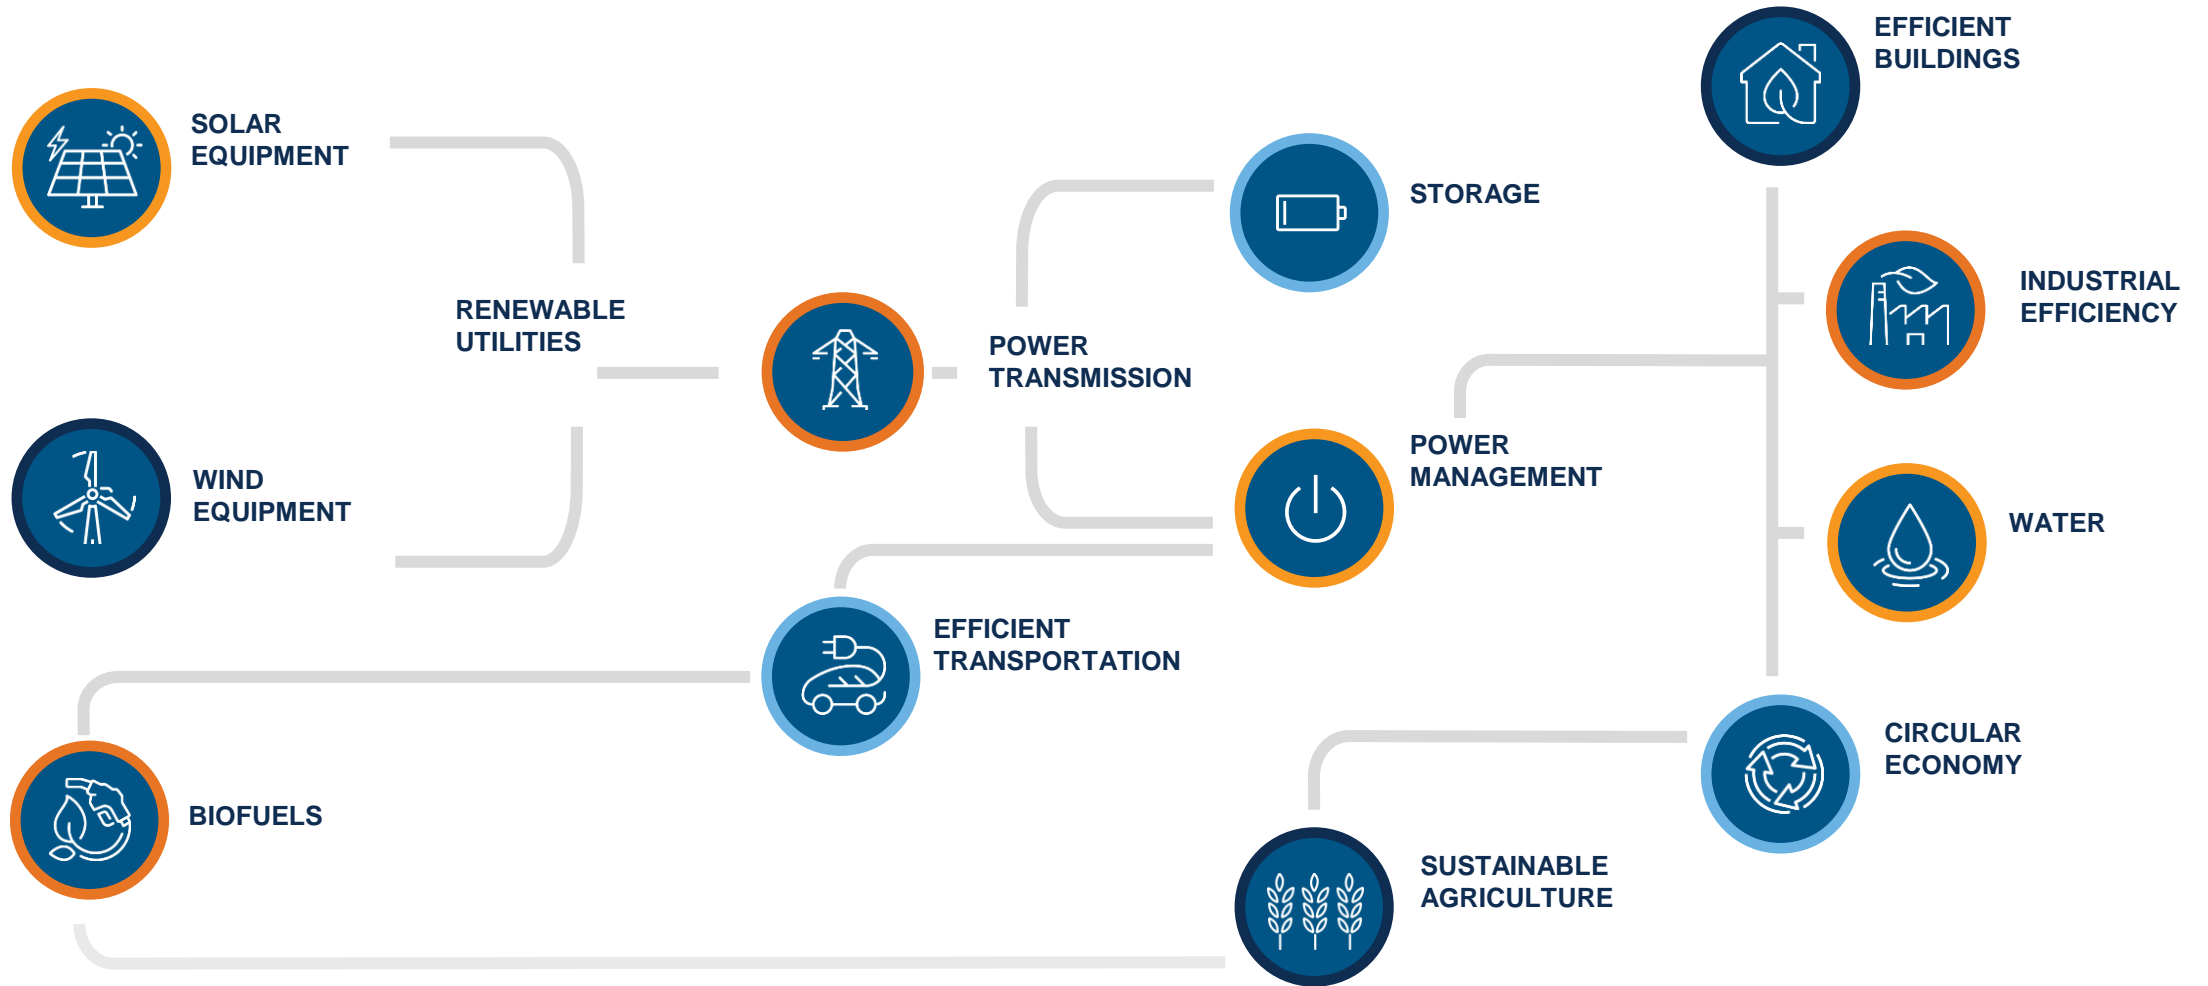 SOLAR
EQUIPMENT
WIND
EQUIPMENT
BIOFUELS
RENEWABLE
UTILITIES
POWER
TRANSMISSION
EFFICIENT
TRANSPORTATION
STORAGE
POWER
MANAGEMENT
SUSTAINABLE
AGRICULTURE
EFFICIENT
BUILDINGS
INDUSTRIAL
EFFICIENCY
WATER
CIRCULAR
ECONOMY